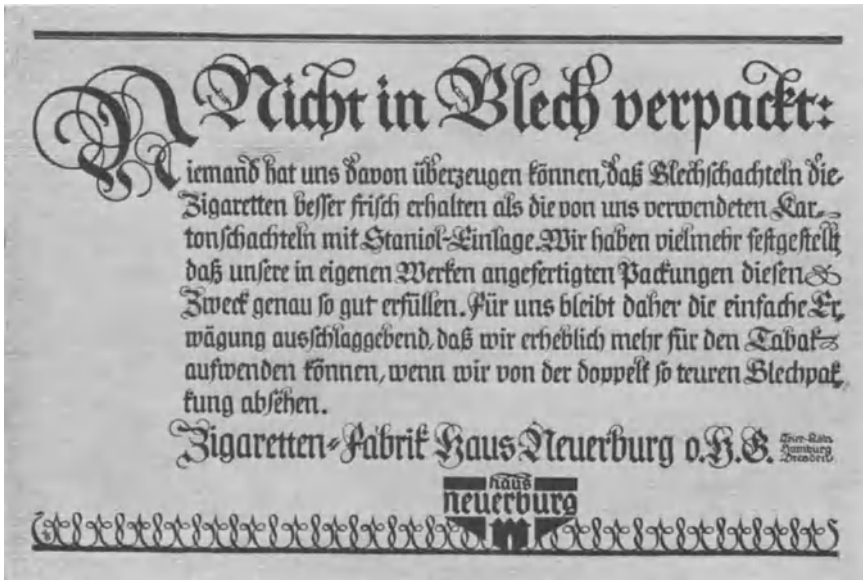 Nicht in Blech verpackt:
Niemand hat uns davon überzeugen können, daß Blechschachteln die
Zigaretten besser frisch erhalten als die von uns verwendeten Kar-
tonschachteln mit Staniol-Einlage. Wir haben vielmehr festgestellt,
daß unsere in eigenen Werken angefertigten Packungen diesen
Zweck genau so gut erfüllen. Für uns bleibt daher die einfache Er-
wägung ausschlaggebend, daß wir erheblich mehr für den Tabak
aufwenden können, wenn wir von der doppelt so teuren Blechpak-
kung absehen.
Zigaretten-Fabrik Haus Neuerburg o.H.G.
Trier-Köln
Hamburg
Dresden
haus
neuerburg